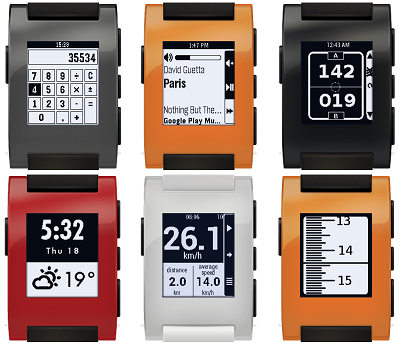 15:29
35534
7 8 9 ÷ C
4 5 6 × ±
1 2 3 - =
0 . +
1:47 PM
David Guetta
Paris
Nothing But The...
Google Play Mu...
12:43 AM
A
142
019
B
5:32
Thu 18
19°
06:06
26.1
km/h
distance
average speed
2.0
14.0
km
km/h
13
14
15